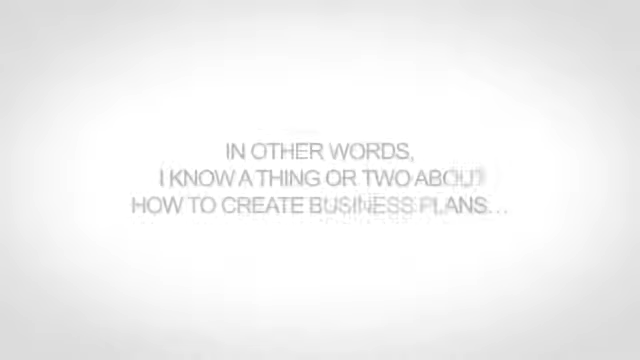 IN OTHER WORDS,
I KNOW A THING OR TWO ABOUT
HOW TO CREATE BUSINESS PLANS...